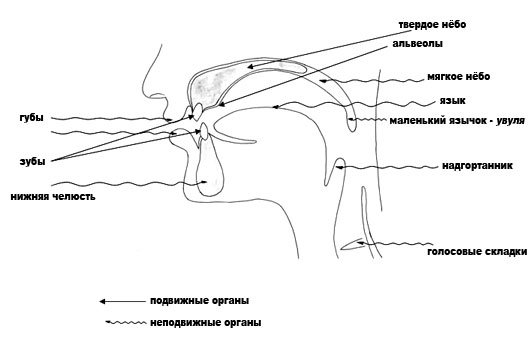 твердое нёбо
альвеолы
мягкое нёбо
язык
маленький язычок - увуля
надгортанник
голосовые складки
губы
зубы
нижняя челюсть
подвижные органы
неподвижные органы